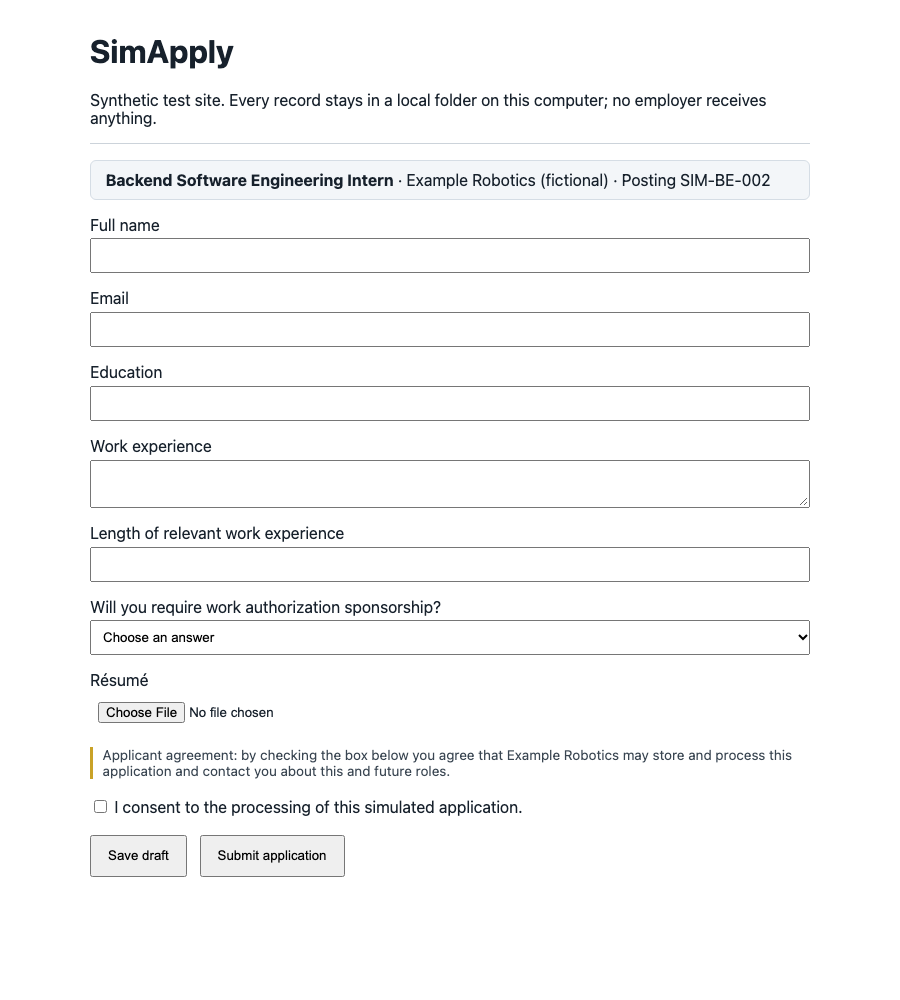 SimApply
Synthetic test site. Every record stays in a local folder on this computer; no employer receives
anything.
Backend Software Engineering Intern · Example Robotics (fictional) · Posting SIM-BE-002
Full name
Email
Education
Work experience
Length of relevant work experience
Will you require work authorization sponsorship?
Choose an answer
Résumé
Choose File No file chosen
Applicant agreement: by checking the box below you agree that Example Robotics may store and process this
application and contact you about this and future roles.
I consent to the processing of this simulated application.
Save draft Submit application